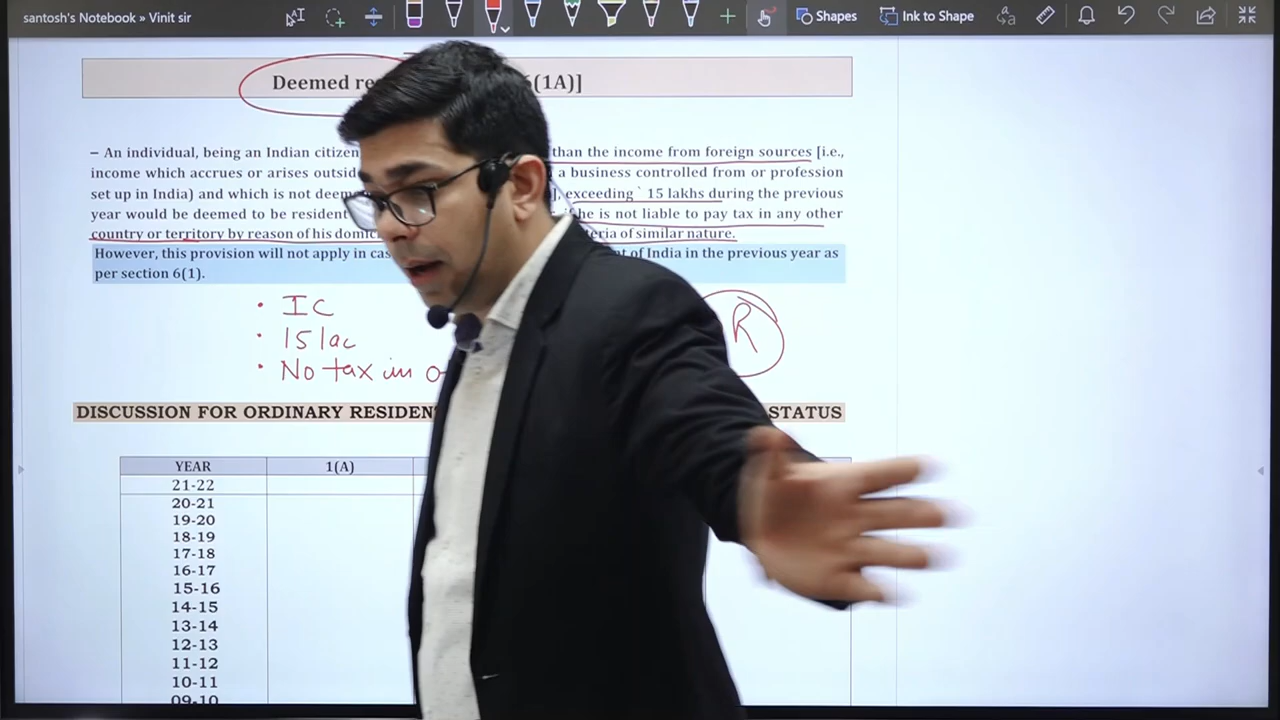 santosh's Notebook » Vinit sir
Shapes
Ink to Shape
Deemed re (1A)]
– An individual, being an Indian citizen than the income from foreign sources [i.e.,
income which accrues or arises outsid a business controlled from or profession
set up in India) and which is not deem ], exceeding ` 15 lakhs during the previous
year would be deemed to be resident if he is not liable to pay tax in any other
country or territory by reason of his domic eria of similar nature.
However, this provision will not apply in cas t of India in the previous year as
per section 6(1).
• IC
• 15 lac
• No tax in o
R
DISCUSSION FOR ORDINARY RESIDEN STATUS
YEAR 1(A)
21-22
20-21
19-20
18-19
17-18
16-17
15-16
14-15
13-14
12-13
11-12
10-11
09-10